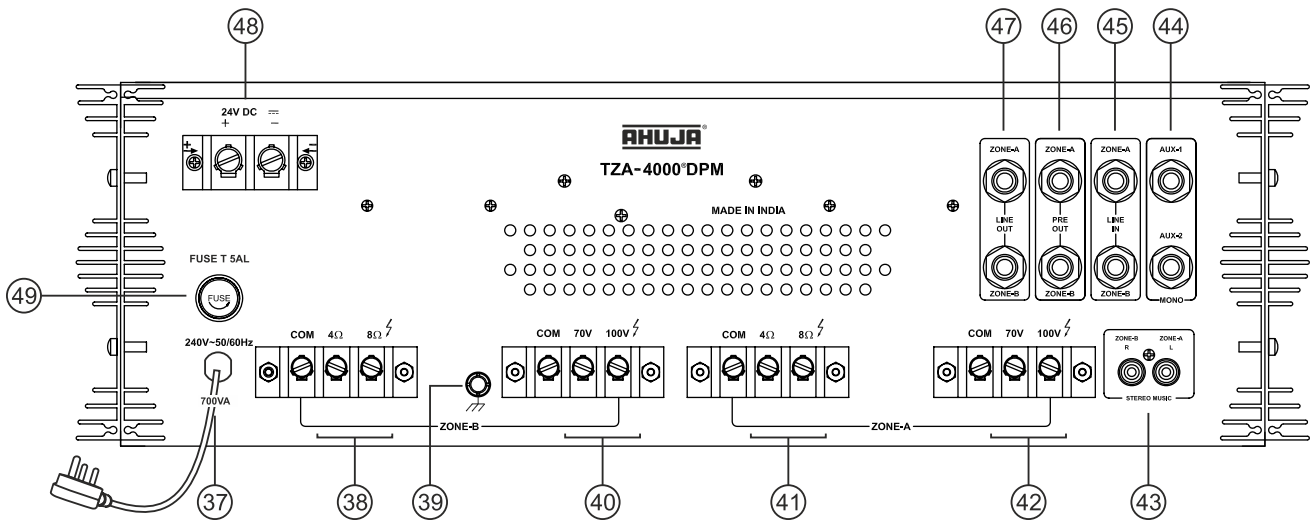 48
47
46
45
44
24V DC
+ −
+ −
AHUJA®
TZA-4000®DPM
MADE IN INDIA
ZONE-A
LINE OUT
ZONE-B
ZONE-A
PRE OUT
ZONE-B
ZONE-A
LINE IN
ZONE-B
AUX-1
AUX-2
MONO
FUSE T 5AL
FUSE
49
240V~50/60Hz
700VA
COM 4Ω 8Ω
COM 70V 100V
ZONE-B
COM 4Ω 8Ω
COM 70V 100V
ZONE-A
ZONE-B ZONE-A
R L
STEREO MUSIC
37
38
39
40
41
42
43